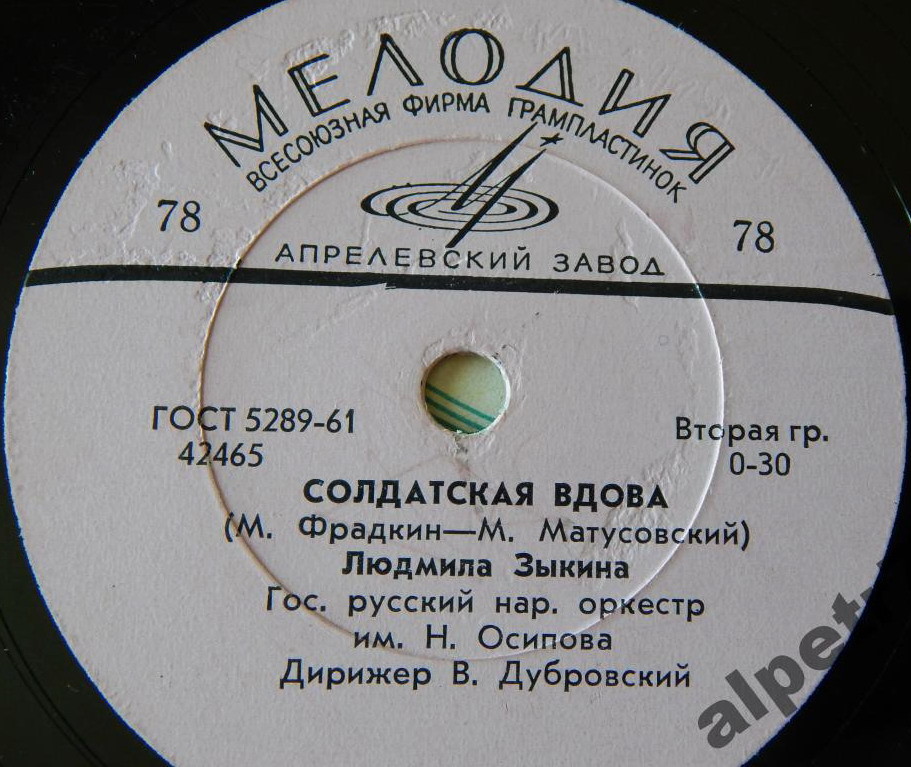 МЕЛОДИЯ
ВСЕСОЮЗНАЯ ФИРМА ГРАМПЛАСТИНОК
78 78
АПРЕЛЕВСКИЙ ЗАВОД
ГОСТ 5289-61 Вторая гр.
42465 0-30
СОЛДАТСКАЯ ВДОВА
(М. Фрадкин—М. Матусовский)
Людмила Зыкина
Гос. русский нар. оркестр
им. Н. Осипова
Дирижер В. Дубровский